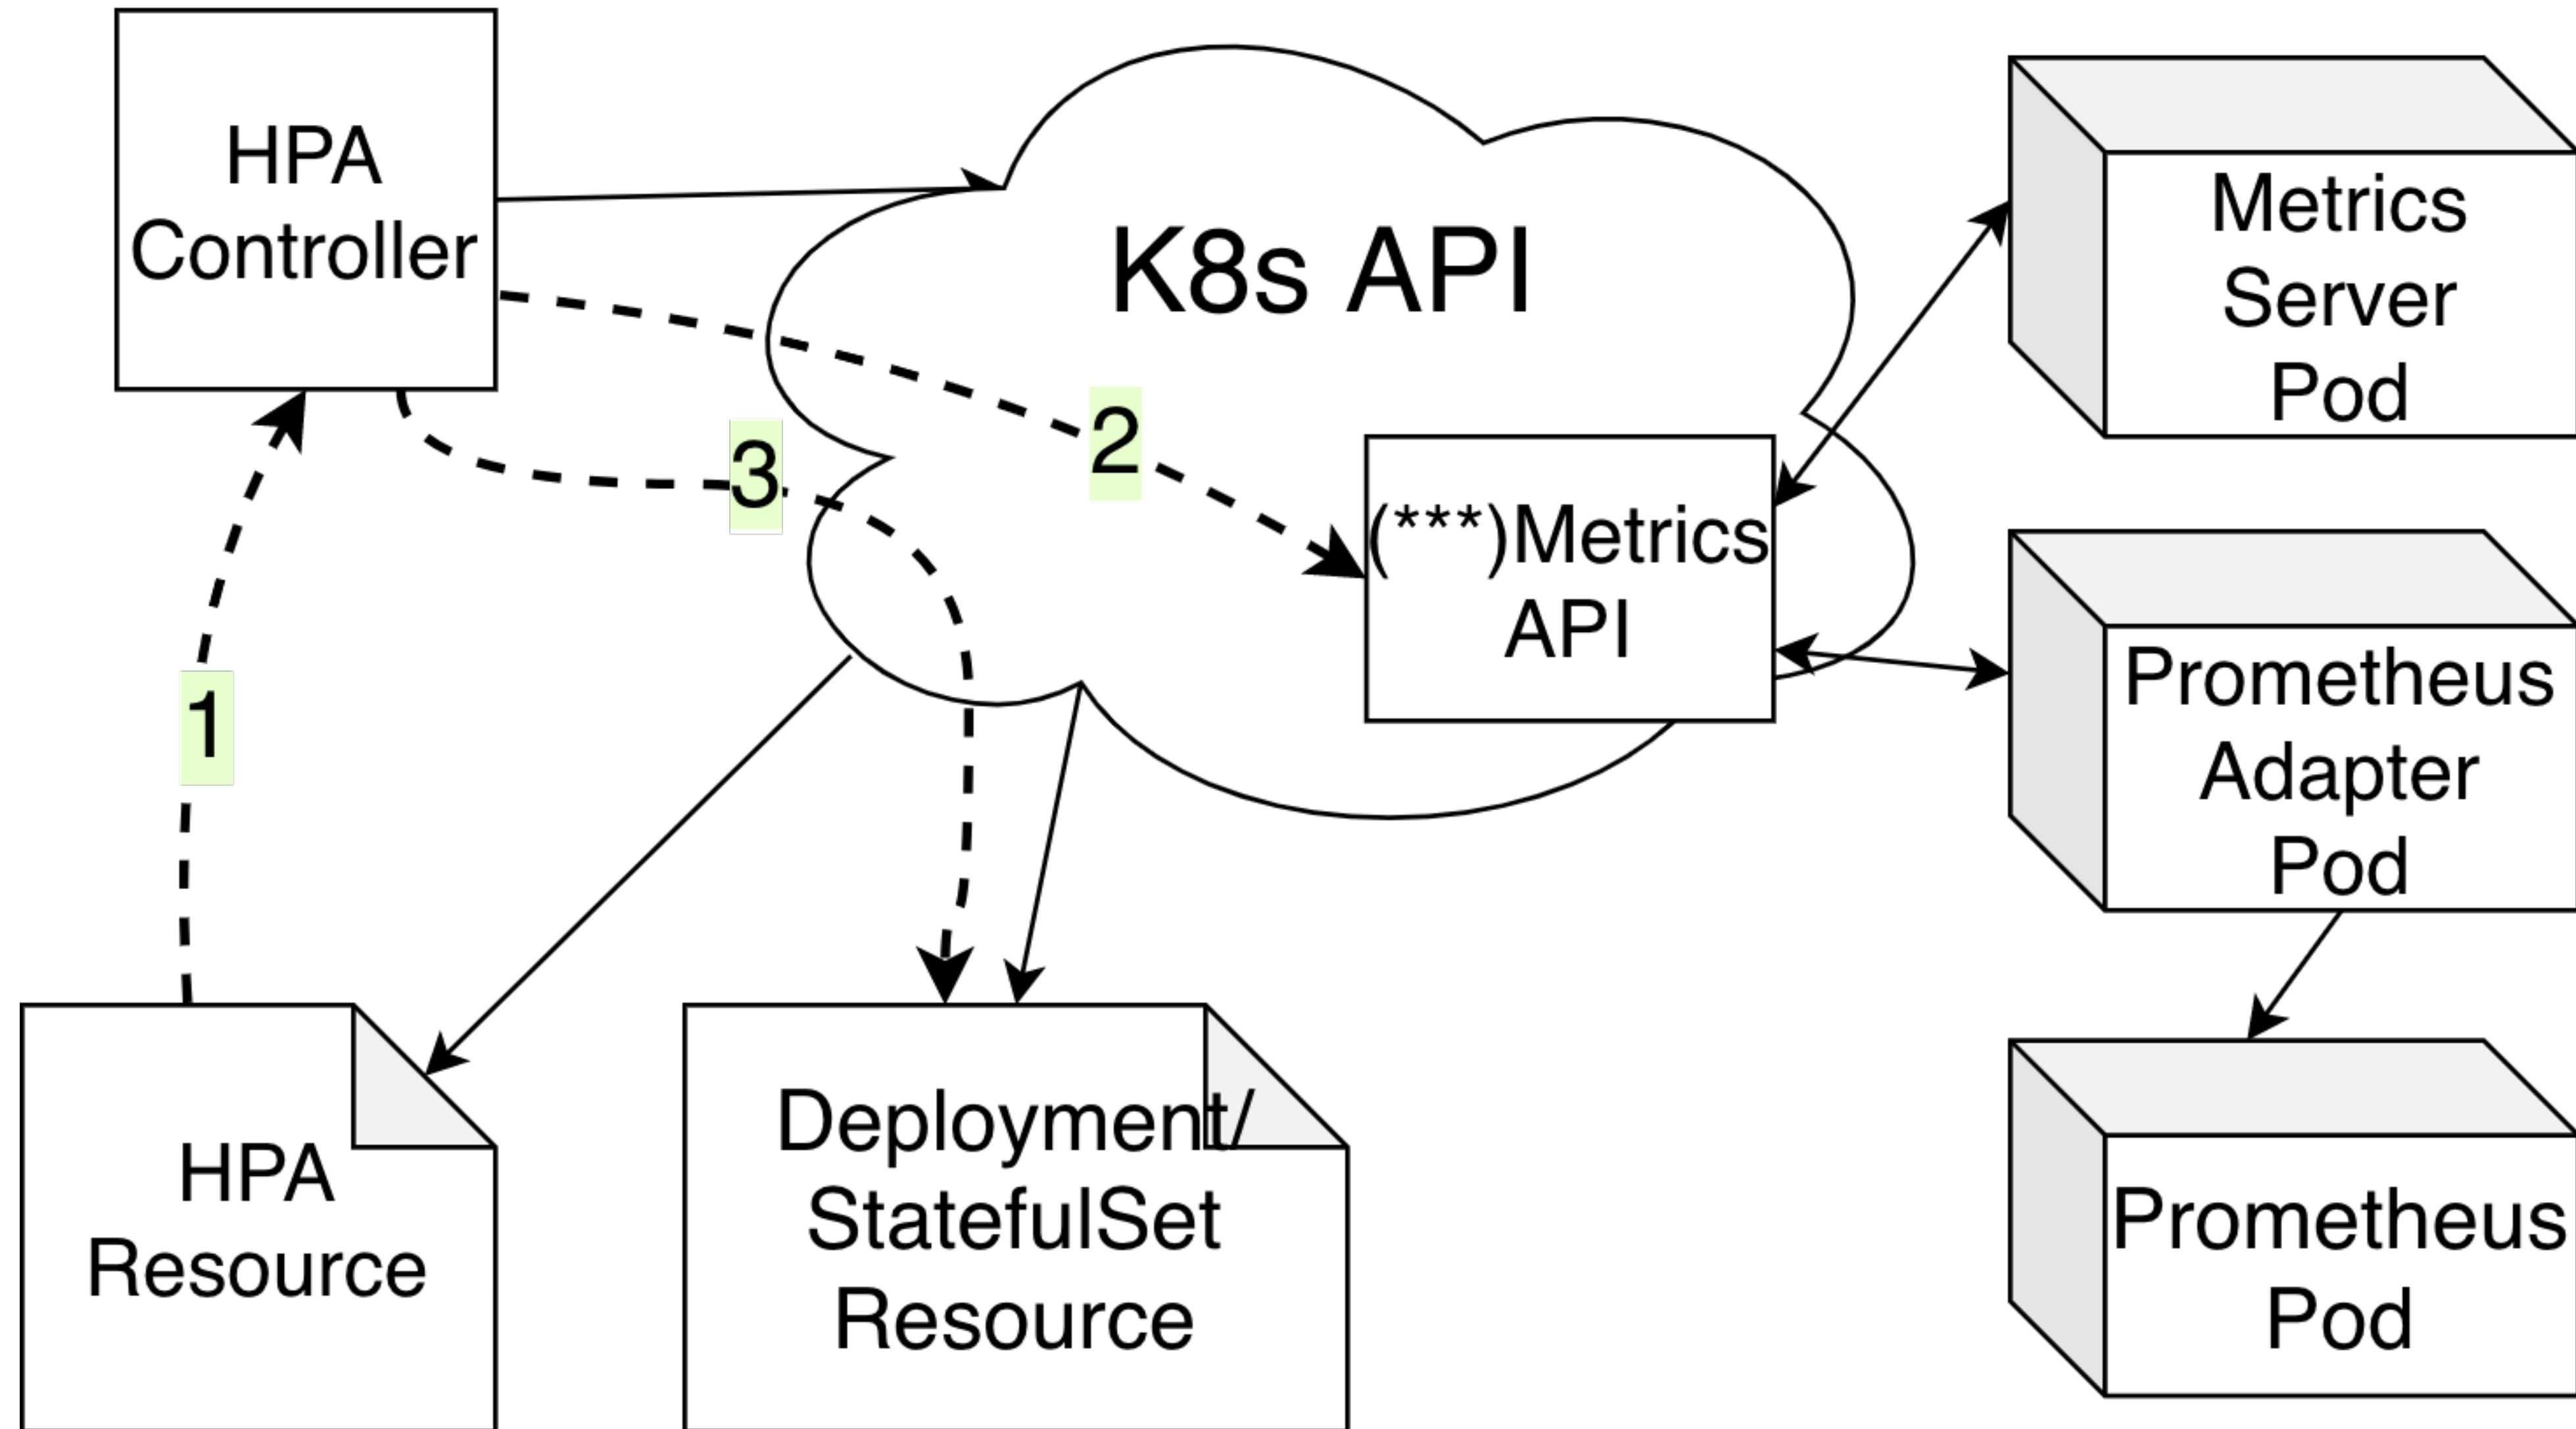 HPA
Controller
K8s API
Metrics
Server
Pod
2
3
(***)Metrics
API
1
Prometheus
Adapter
Pod
HPA
Resource
Deployment/
StatefulSet
Resource
Prometheus
Pod